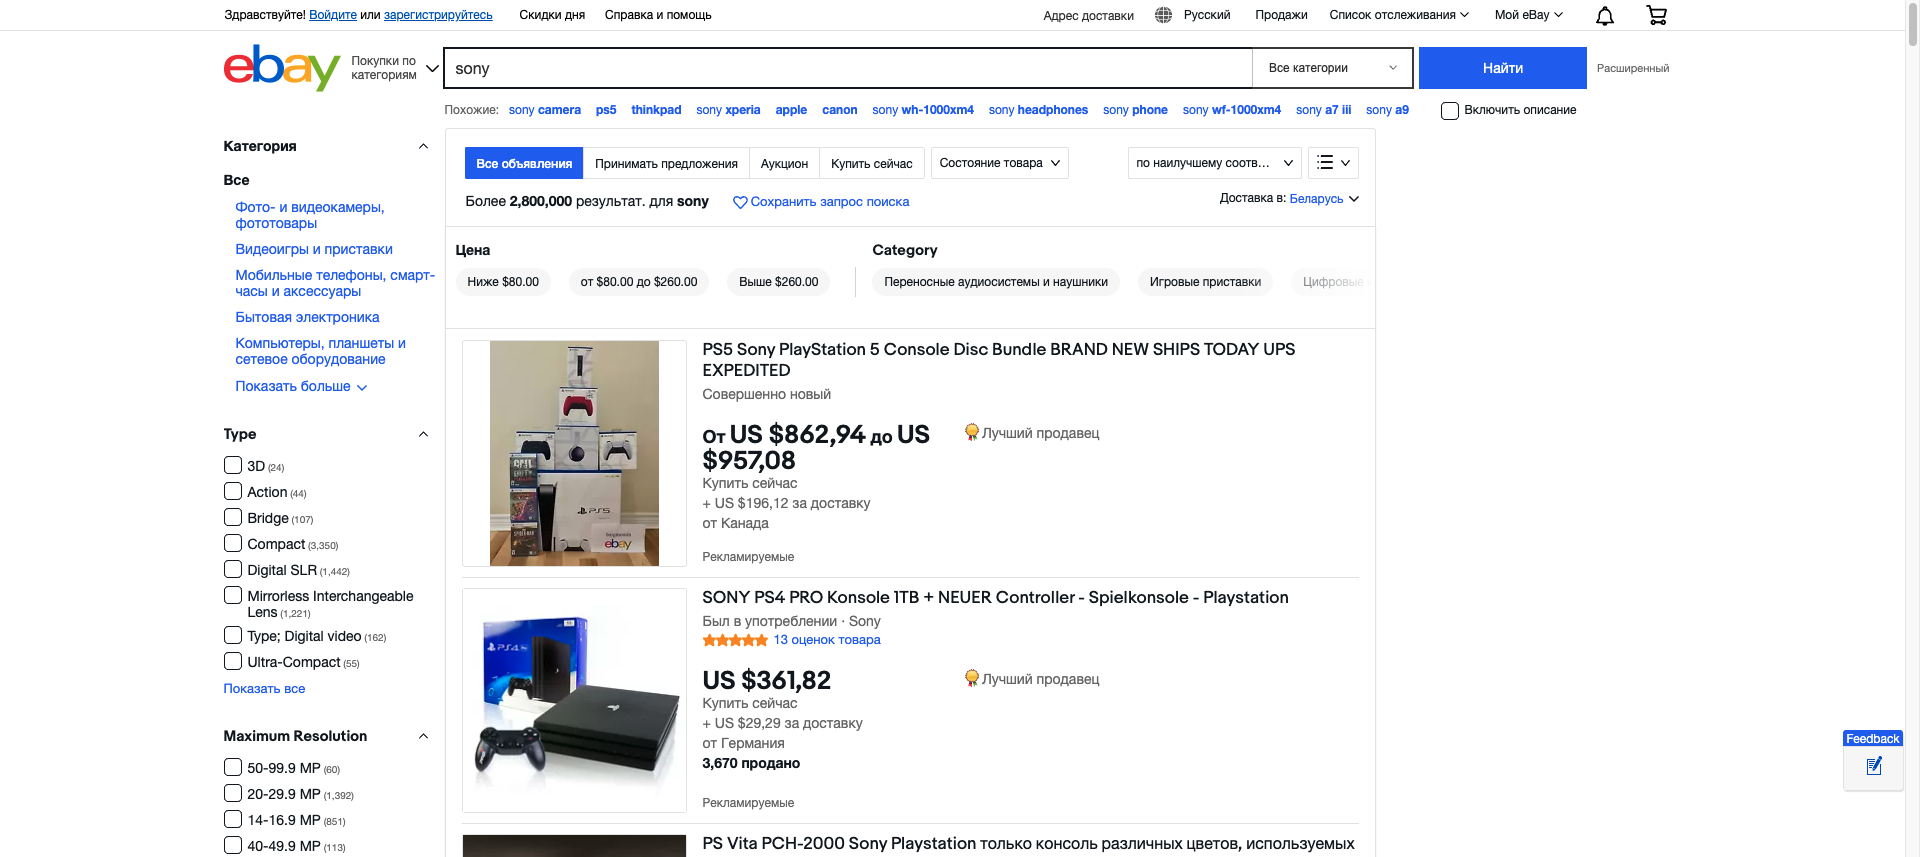 Здравствуйте! Войдите или зарегистрируйтесь
Скидки дня
Справка и помощь
Адрес доставки
Русский
Продажи
Список отслеживания
Мой eBay
ebay
Покупки по
категориям
sony
Все категории
Найти
Расширенный
Похожие: sony camera ps5 thinkpad sony xperia apple canon sony wh-1000xm4 sony headphones sony phone sony wf-1000xm4 sony a7 iii sony a9
Включить описание
Категория
Все
Фото- и видеокамеры,
фототовары
Видеоигры и приставки
Мобильные телефоны, смарт-
часы и аксессуары
Бытовая электроника
Компьютеры, планшеты и
сетевое оборудование
Показать больше
Type
3D (24)
Action (44)
Bridge (107)
Compact (3,350)
Digital SLR (1,442)
Mirrorless Interchangeable
Lens (1,221)
Type; Digital video (162)
Ultra-Compact (55)
Показать все
Maximum Resolution
50-99.9 MP (60)
20-29.9 MP (1,392)
14-16.9 MP (851)
40-49.9 MP (113)
Все объявления
Принимать предложения
Аукцион
Купить сейчас
Состояние товара
по наилучшему соотв...
Более 2,800,000 результат. для sony
Сохранить запрос поиска
Доставка в: Беларусь
Цена
Ниже $80.00
от $80.00 до $260.00
Выше $260.00
Category
Переносные аудиосистемы и наушники
Игровые приставки
Цифровые
PS5 Sony PlayStation 5 Console Disc Bundle BRAND NEW SHIPS TODAY UPS
EXPEDITED
Совершенно новый
От US $862,94 до US
$957,08
Лучший продавец
Купить сейчас
+ US $196,12 за доставку
от Канада
Рекламируемые
PS5
ebay
SONY PS4 PRO Konsole 1TB + NEUER Controller - Spielkonsole - Playstation
Был в употреблении · Sony
13 оценок товара
US $361,82
Лучший продавец
Купить сейчас
+ US $29,29 за доставку
от Германия
3,670 продано
Рекламируемые
PS4
PS Vita PCH-2000 Sony Playstation только консоль различных цветов, используемых
Feedback